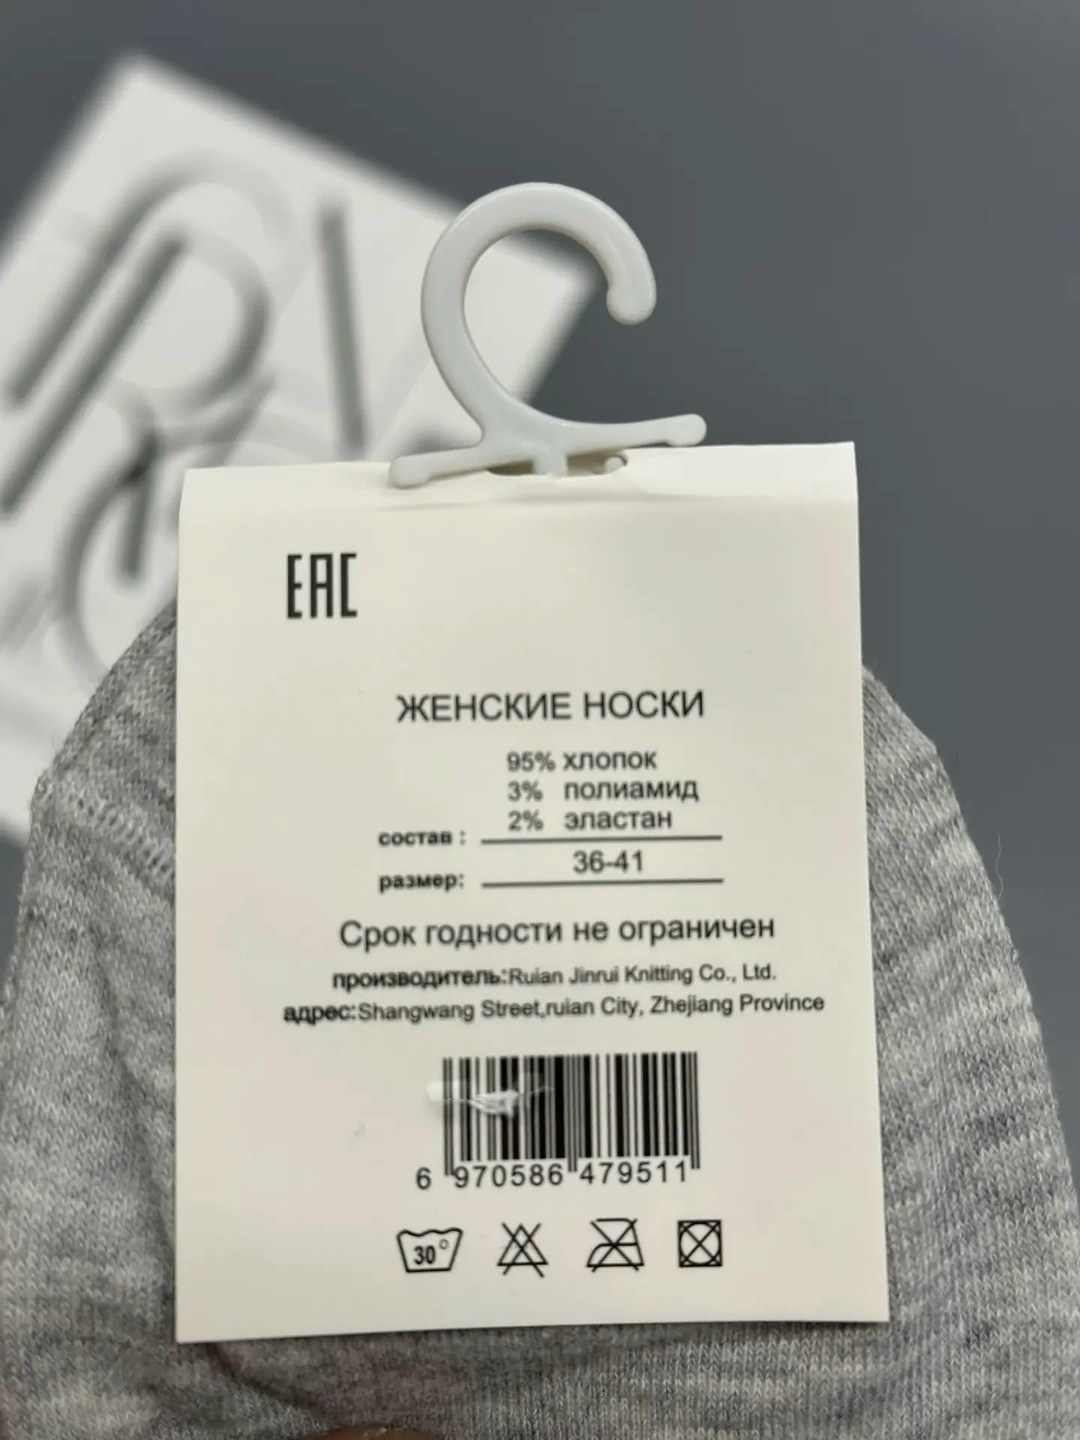 EAC
ЖЕНСКИЕ НОСКИ
95% хлопок
3% полиамид
2% эластан
состав :
36-41
размер:
Срок годности не ограничен
производитель:Ruian Jinrui Knitting Co., Ltd.
адрес:Shangwang Street,ruian City, Zhejiang Province
6 970586 479511
30°